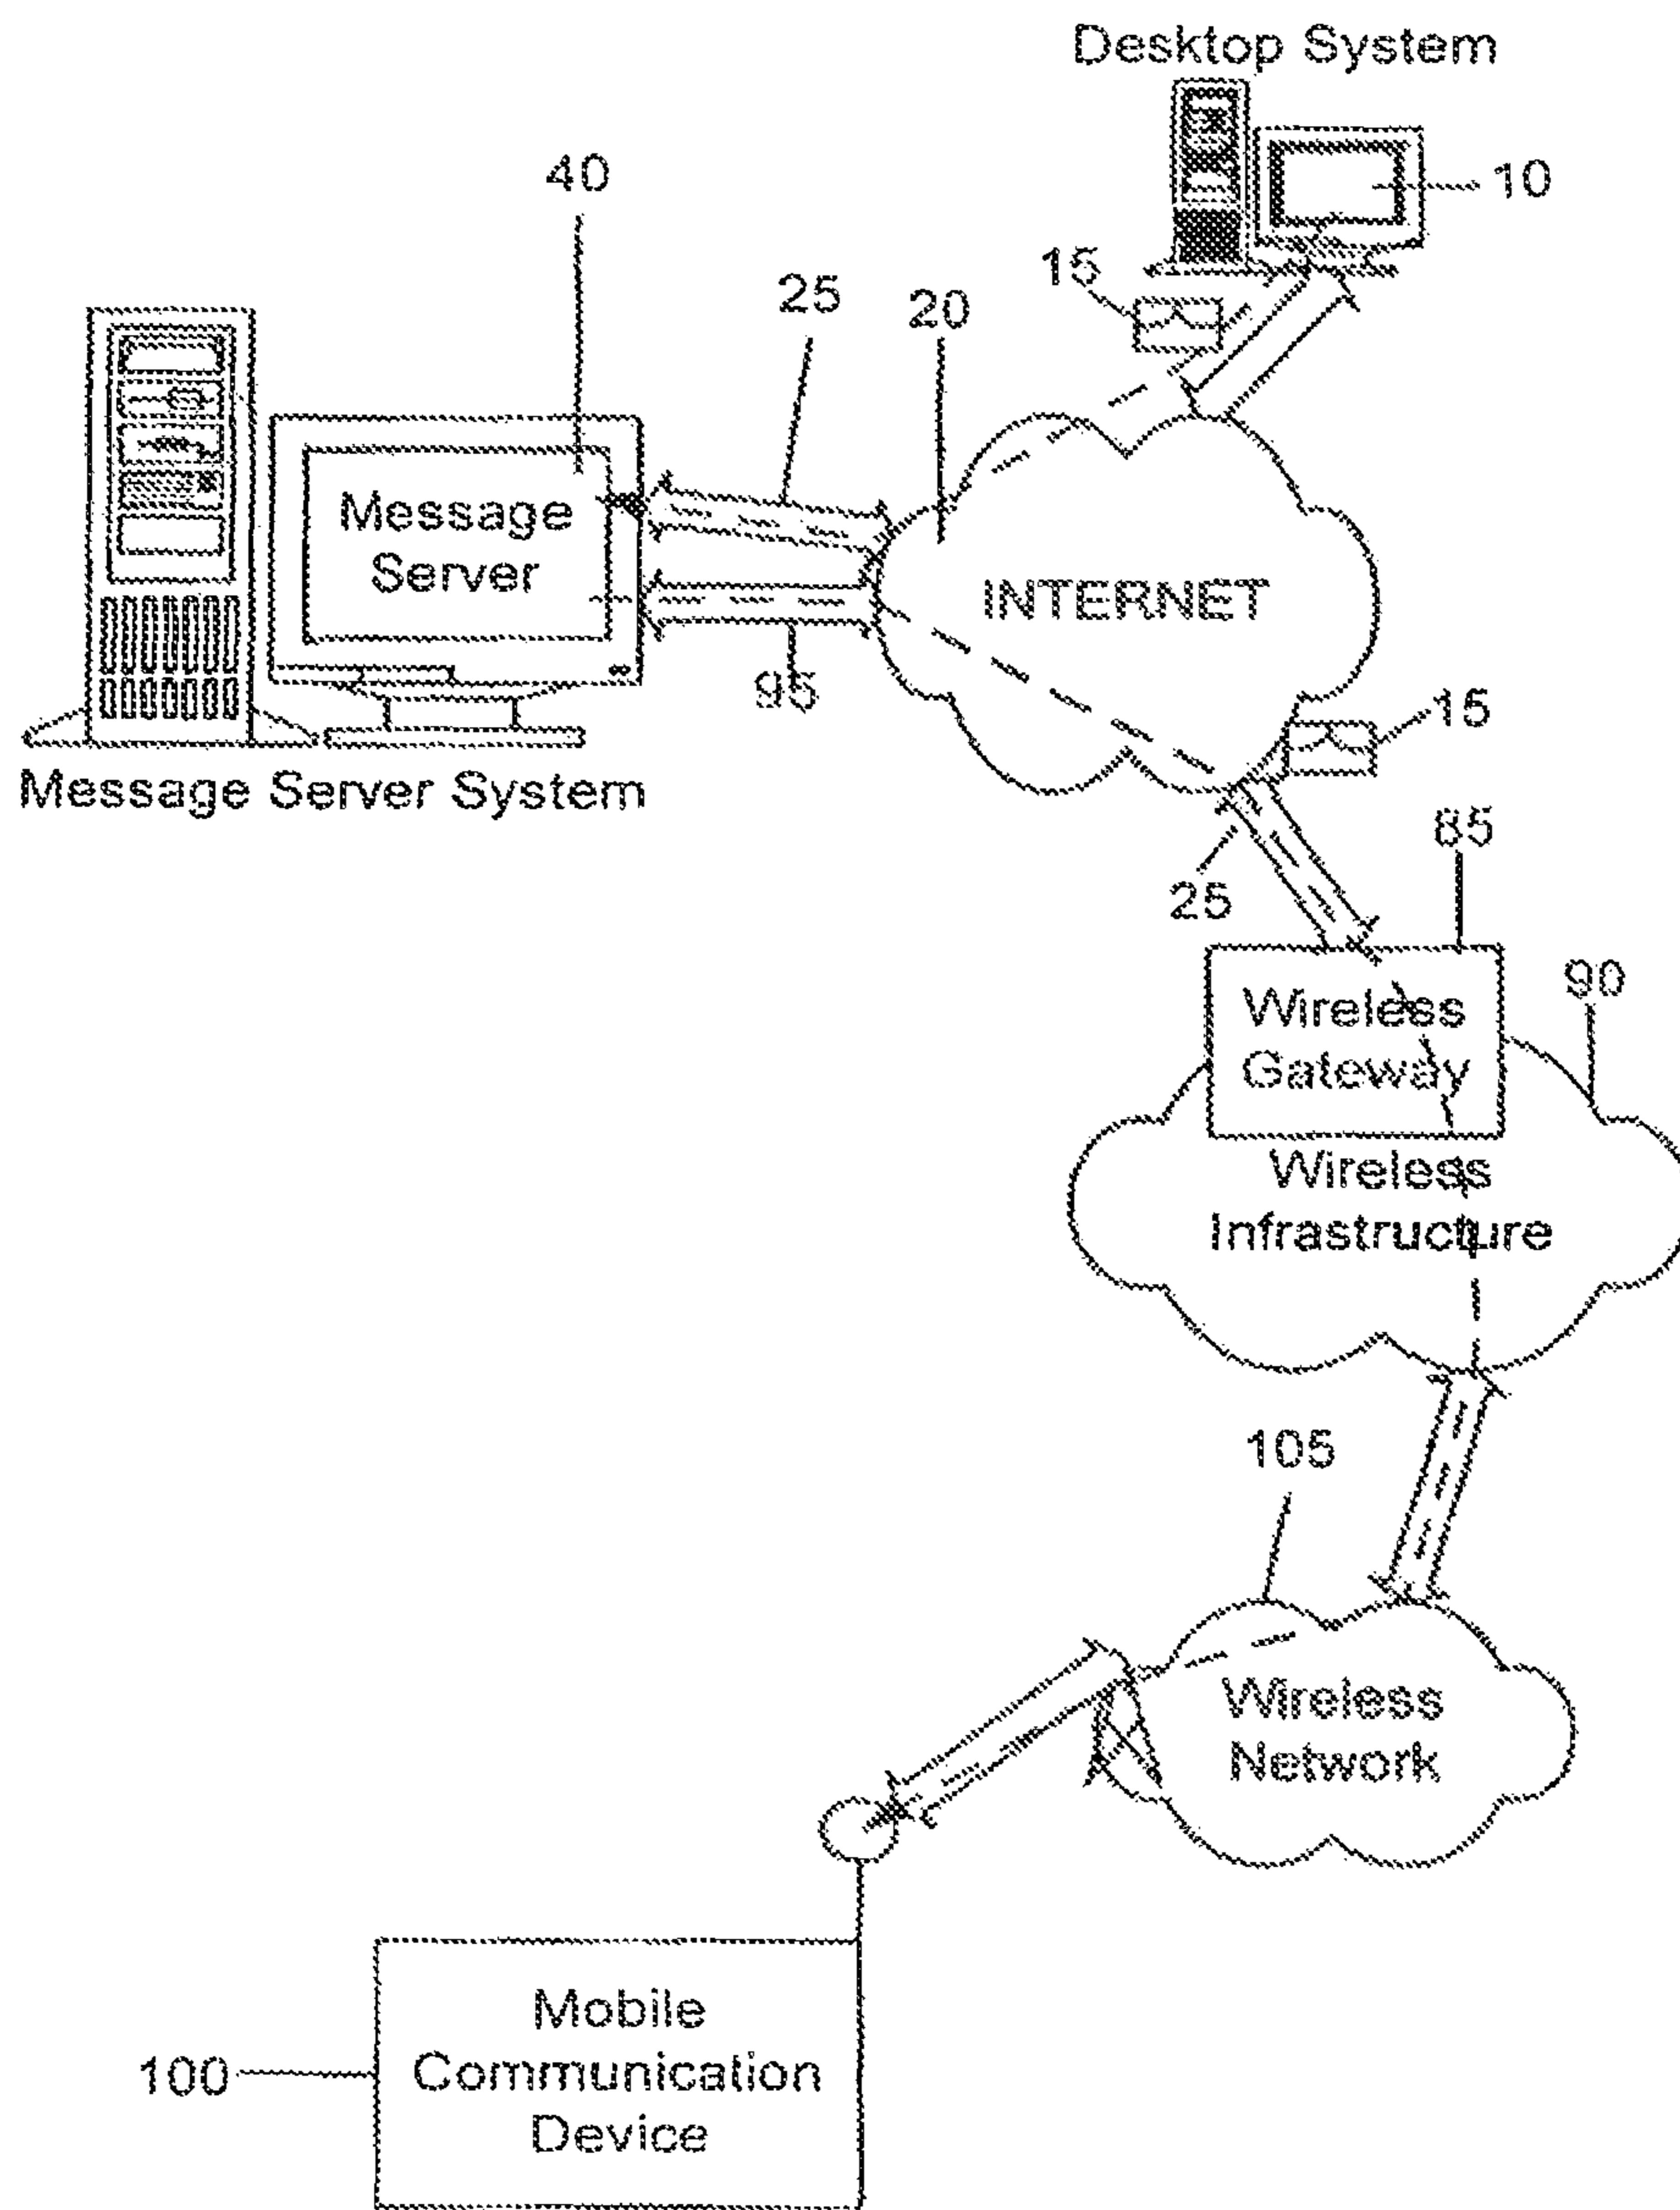 Desktop System
40
10
15
25
20
Message
Server
INTERNET
95
15
Message Server System
85
25
90
Wireless
Gateway
Wireless
Infrastructure
105
Wireless
Network
Mobile
Communication
Device
100